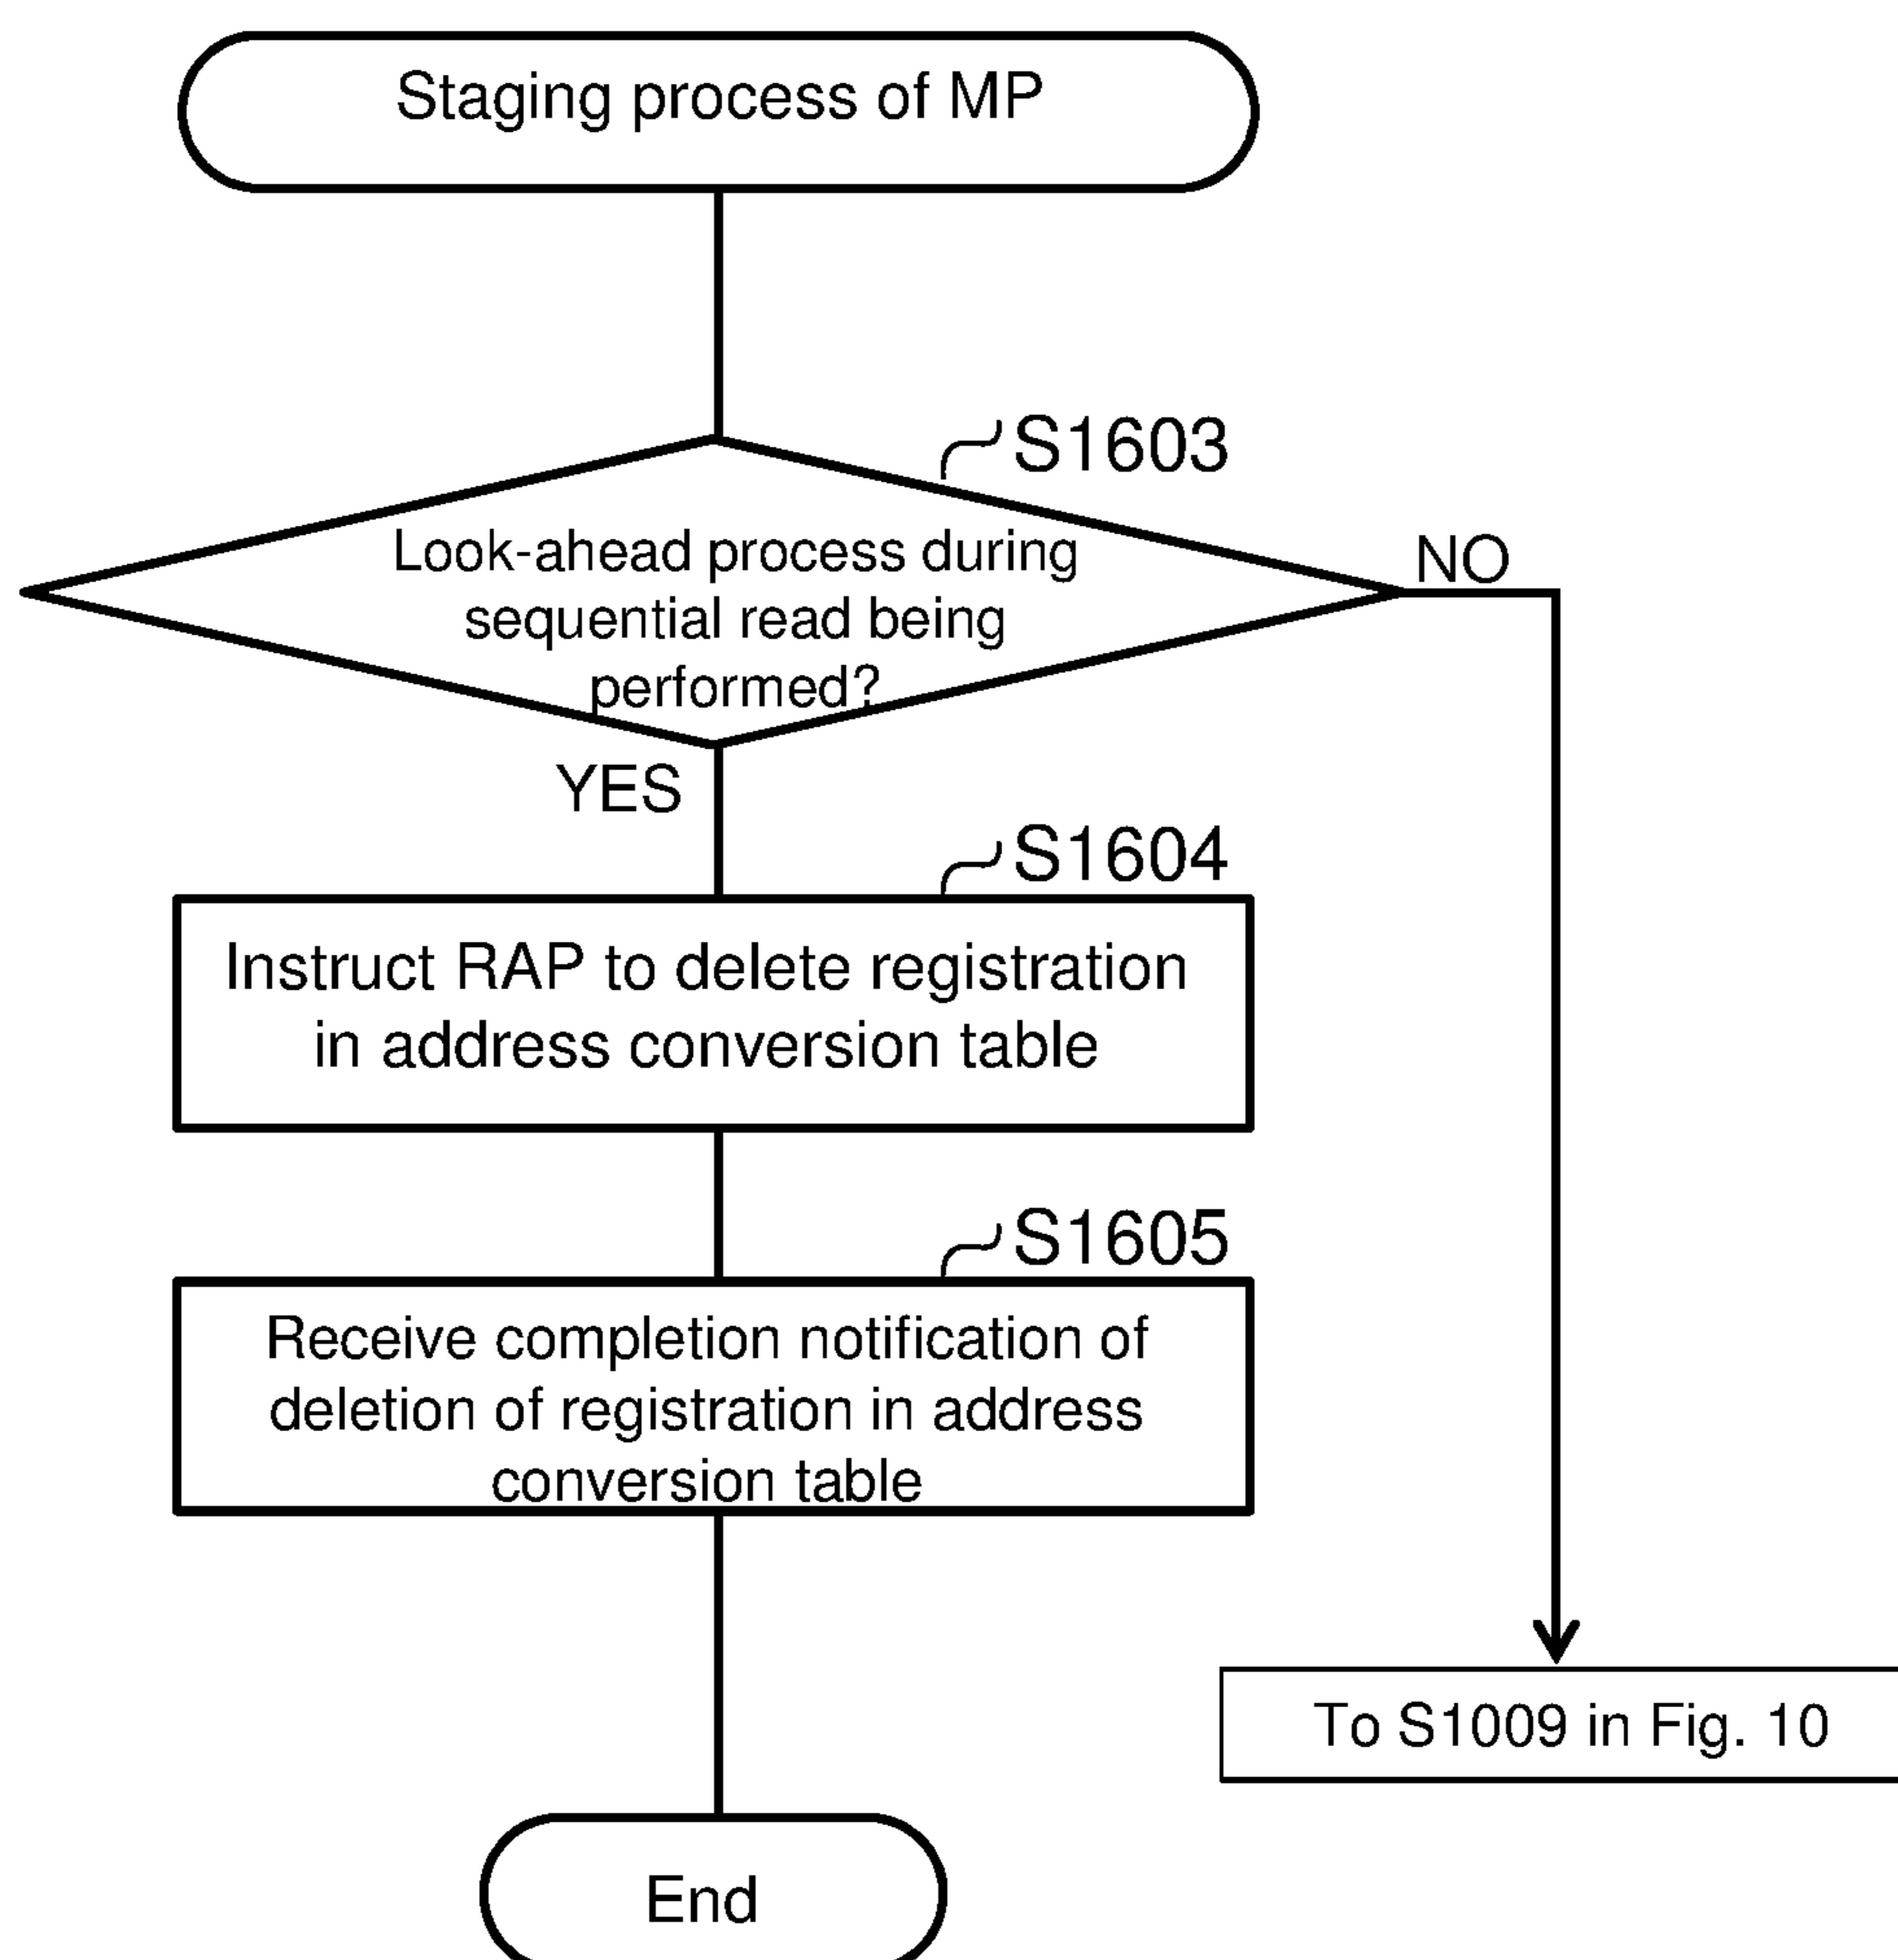 Staging process of MP
S1603
Look-ahead process during
sequential read being
performed?
NO
YES
S1604
Instruct RAP to delete registration
in address conversion table
S1605
Receive completion notification of
deletion of registration in address
conversion table
To S1009 in Fig. 10
End